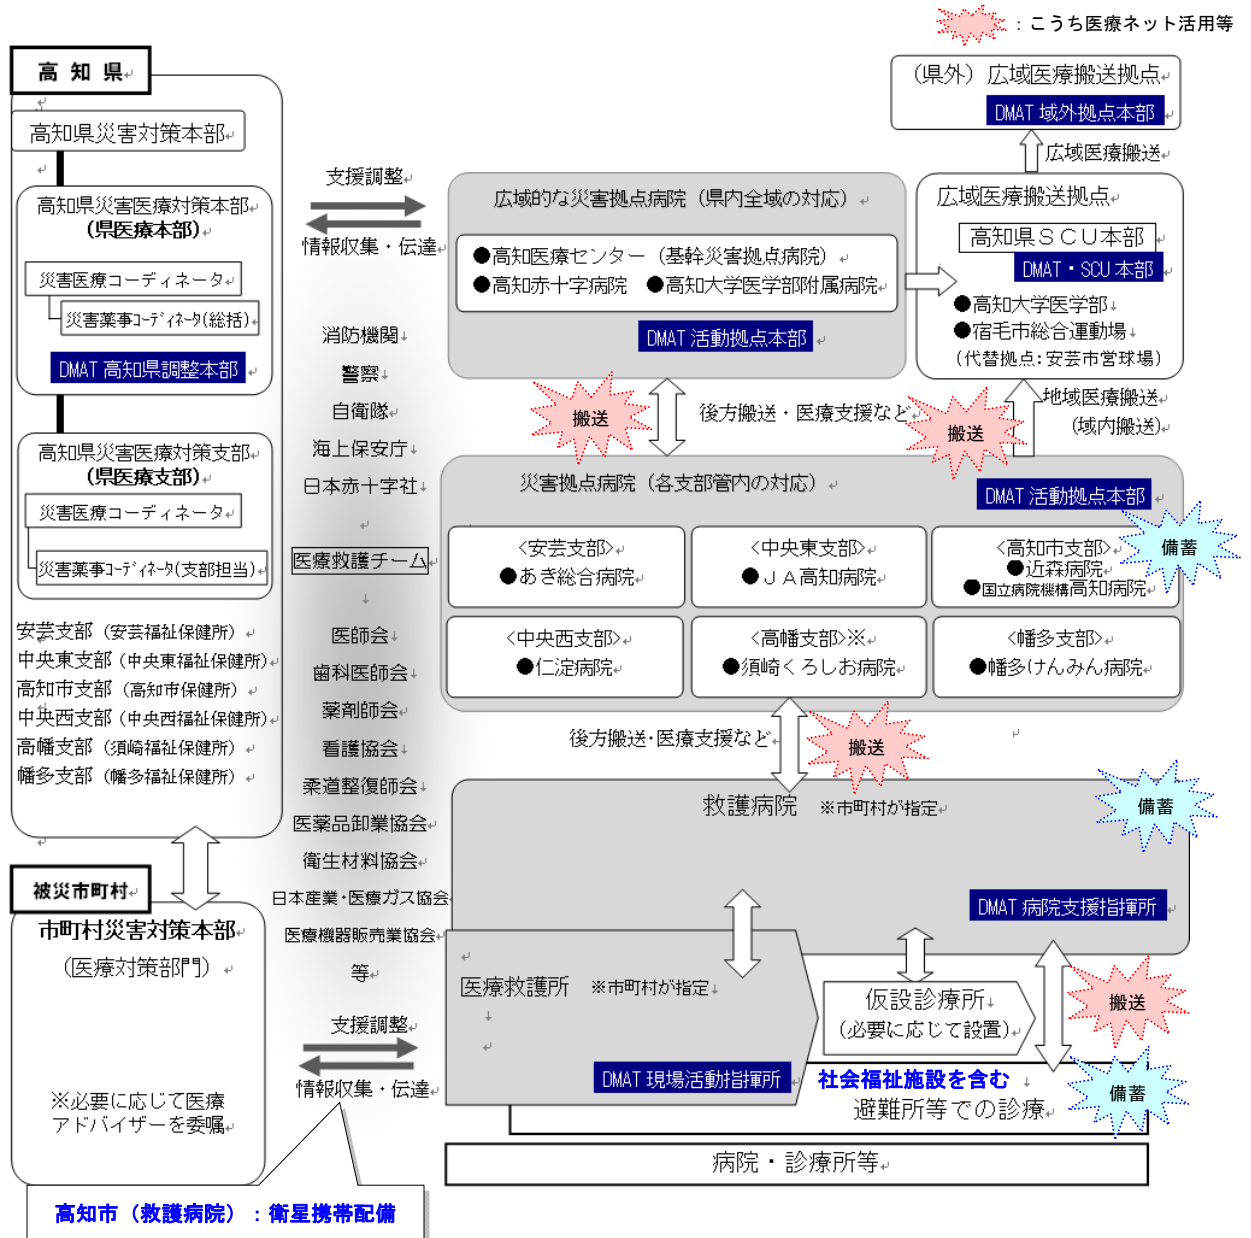 ：こうち医療ネット活用等
高知県
高知県災害対策本部
高知県災害医療対策本部
（県医療本部）
災害医療コーディネータ
災害薬事ｺｰﾃﾞｨﾈｰﾀ(総括)
DMAT 高知県調整本部
高知県災害医療対策支部
（県医療支部）
災害医療コーディネータ
災害薬事ｺｰﾃﾞｨﾈｰﾀ(支部担当)
安芸支部（安芸福祉保健所）
中央東支部（中央東福祉保健所）
高知市支部（高知市保健所）
中央西支部（中央西福祉保健所）
高幡支部（須崎福祉保健所）
幡多支部（幡多福祉保健所）
被災市町村
市町村災害対策本部
（医療対策部門）
※必要に応じて医療
アドバイザーを委嘱
高知市（救護病院）：衛星携帯配備
支援調整
情報収集・伝達
消防機関
警察
自衛隊
海上保安庁
日本赤十字社
医療救護チーム
医師会
歯科医師会
薬剤師会
看護協会
柔道整復師会
医薬品卸業協会
衛生材料協会
日本産業・医療ガス協会
医療機器販売業協会
等
支援調整
情報収集・伝達
（県外）広域医療搬送拠点
DMAT 域外拠点本部
広域医療搬送
広域的な災害拠点病院（県内全域の対応）
●高知医療センター（基幹災害拠点病院）
●高知赤十字病院　●高知大学医学部附属病院
DMAT 活動拠点本部
広域医療搬送拠点
高知県ＳＣＵ本部
DMAT・SCU 本部
●高知大学医学部
●宿毛市総合運動場
（代替拠点：安芸市営球場）
搬送
後方搬送・医療支援など
搬送
地域医療搬送
（域内搬送）
災害拠点病院（各支部管内の対応）
DMAT 活動拠点本部
備蓄
〈安芸支部〉
●あき総合病院
〈中央東支部〉
●ＪＡ高知病院
〈高知市支部〉
●近森病院
●国立病院機構高知病院
〈中央西支部〉
●仁淀病院
〈高幡支部〉※
●須崎くろしお病院
〈幡多支部〉
●幡多けんみん病院
後方搬送・医療支援など
搬送
救護病院　※市町村が指定
備蓄
DMAT 病院支援指揮所
医療救護所　※市町村が指定
DMAT 現場活動指揮所
仮設診療所
（必要に応じて設置）
搬送
社会福祉施設を含む
避難所等での診療
備蓄
病院・診療所等